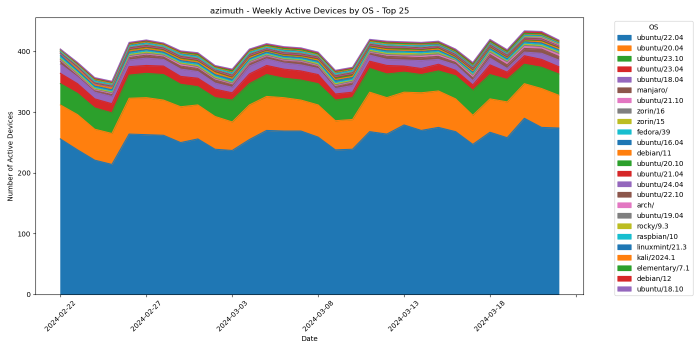 azimuth - Weekly Active Devices by OS - Top 25
Number of Active Devices
400
300
200
100
0
2024-02-22
2024-02-27
2024-03-03
2024-03-08
2024-03-13
2024-03-18
Date
OS
ubuntu/22.04
ubuntu/20.04
ubuntu/23.10
ubuntu/23.04
ubuntu/18.04
manjaro/
ubuntu/21.10
zorin/16
zorin/15
fedora/39
ubuntu/16.04
debian/11
ubuntu/20.10
ubuntu/21.04
ubuntu/24.04
ubuntu/22.10
arch/
ubuntu/19.04
rocky/9.3
raspbian/10
linuxmint/21.3
kali/2024.1
elementary/7.1
debian/12
ubuntu/18.10